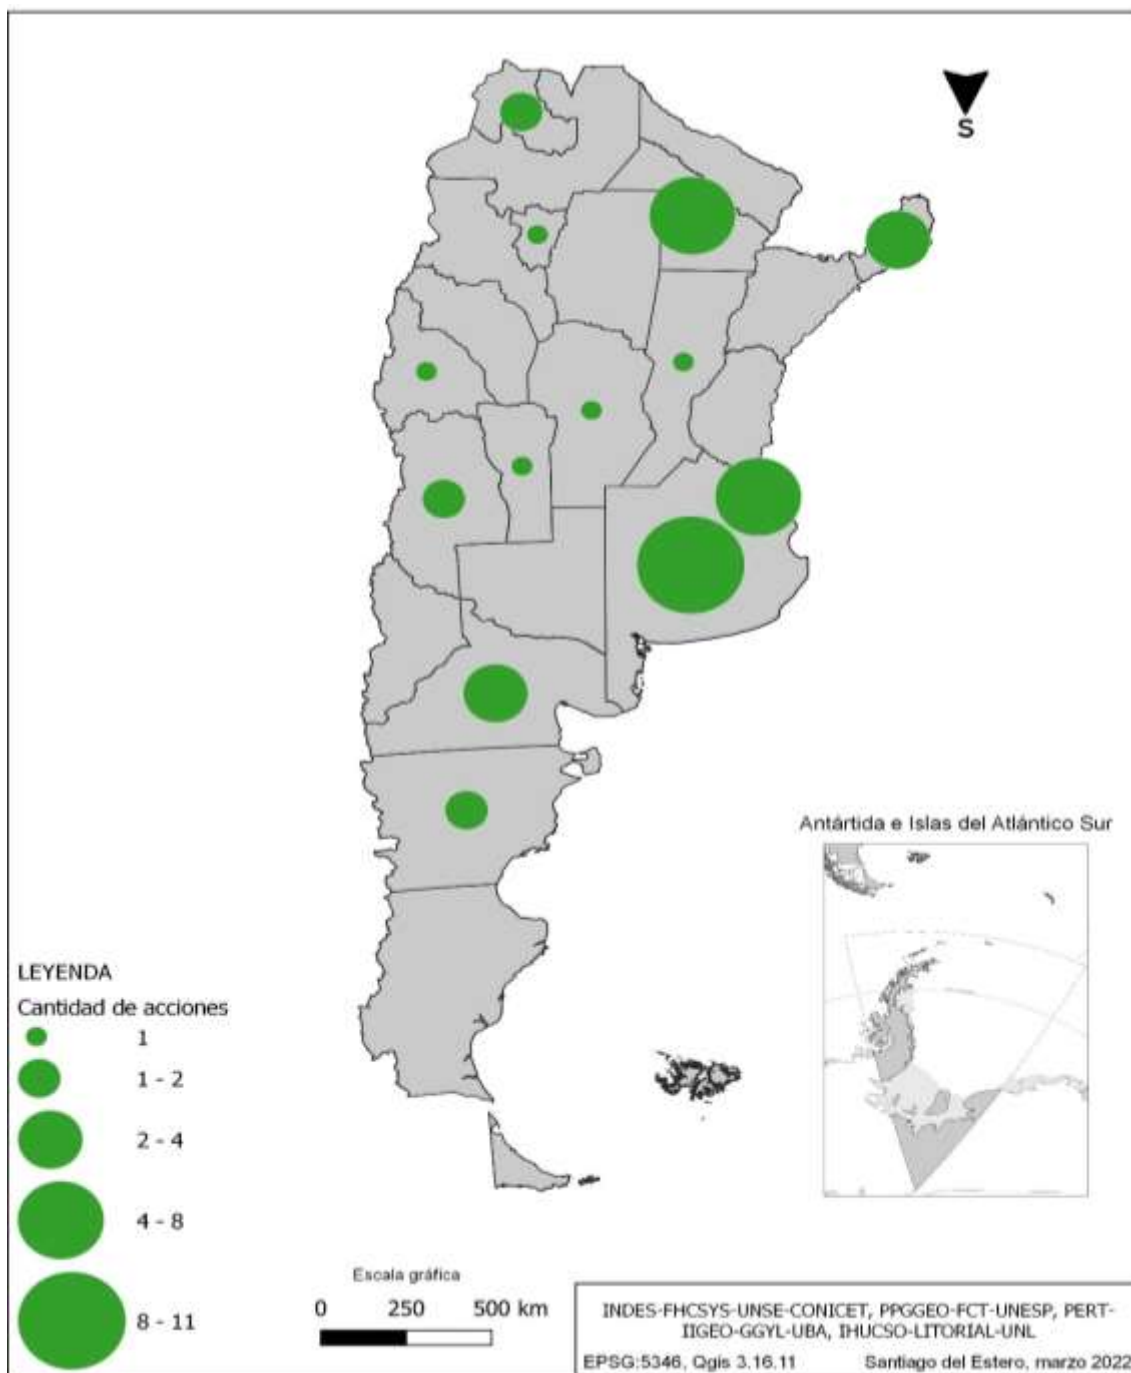 S
Antártida e Islas del Atlántico Sur
LEYENDA
Cantidad de acciones
1
1 - 2
2 - 4
4 - 8
8 - 11
Escala gráfica
0 250 500 km
INDES-FHCSYS-UNSE-CONICET, PPGGEO-FCT-UNESP, PERT-
IIGEO-GGYL-UBA, IHUCSO-LITORIAL-UNL
EPSG:5346, Qgis 3.16.11 Santiago del Estero, marzo 2022